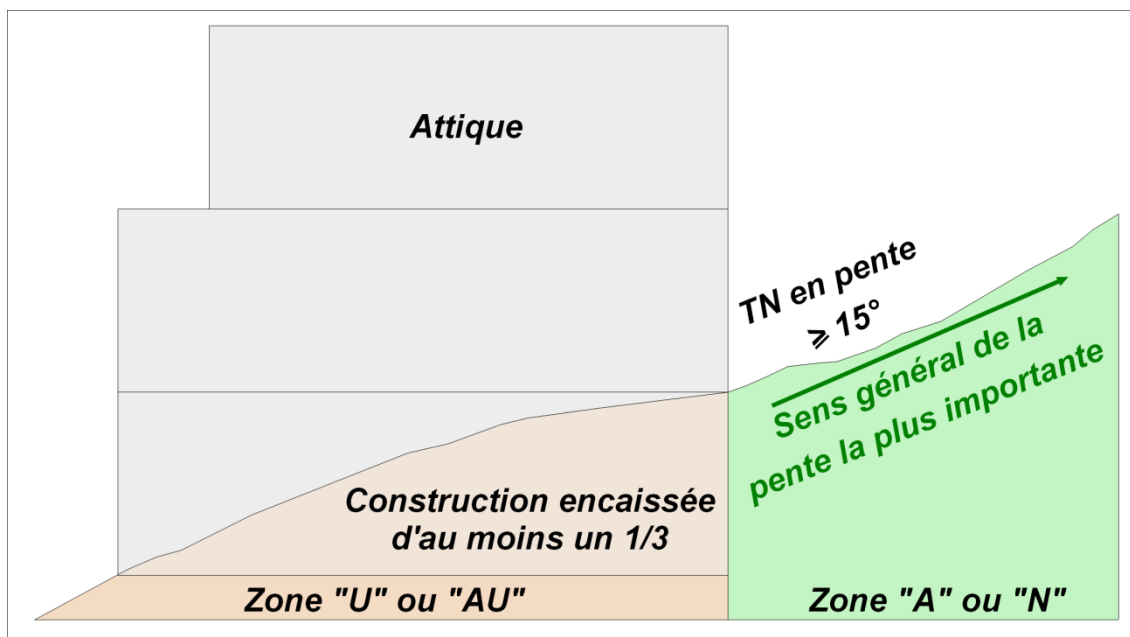 Attique
TN en pente
⩾ 15°
Sens général de la
pente la plus importante
Construction encaissée
d'au moins un 1/3
Zone "U" ou "AU"
Zone "A" ou "N"